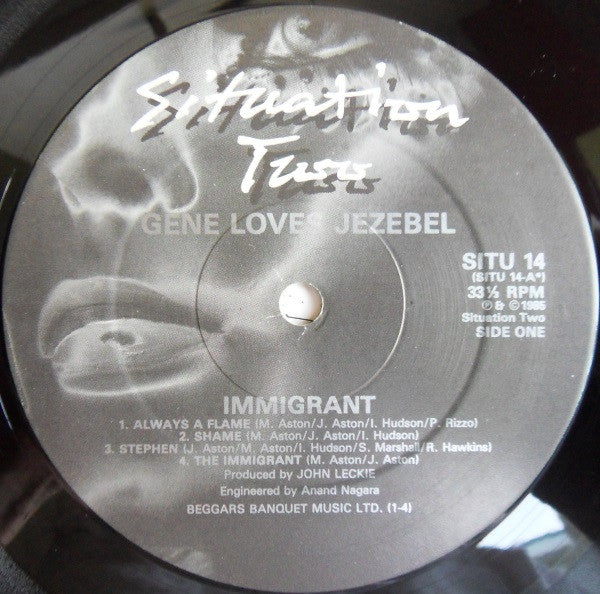 Situation
Two
GENE LOVES JEZEBEL
SITU 14
(SITU 14-A*)
33⅓ RPM
℗ & © 1985
Situation Two
SIDE ONE
IMMIGRANT
1. ALWAYS A FLAME (M. Aston/J. Aston/I. Hudson/P. Rizzo)
2. SHAME (M. Aston/J. Aston/I. Hudson)
3. STEPHEN (J. Aston/M. Aston/I. Hudson/S. Marshall/R. Hawkins)
4. THE IMMIGRANT (M. Aston/J. Aston)
Produced by JOHN LECKIE
Engineered by Anand Nagara
BEGGARS BANQUET MUSIC LTD. (1-4)